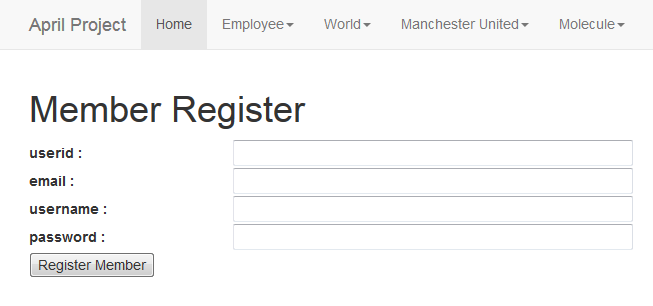 April Project Home Employee World Manchester United Molecule
Member Register
userid :
email :
username :
password :
Register Member